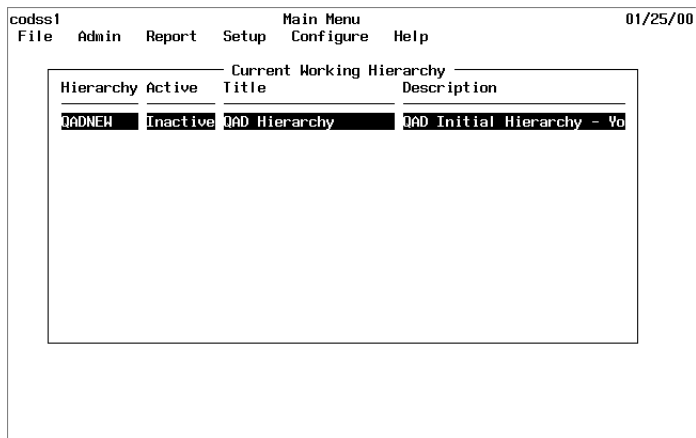 codss1 Main Menu 01/25/00
File Admin Report Setup Configure Help
Current Working Hierarchy
Hierarchy Active Title Description
QADNEW Inactive QAD Hierarchy QAD Initial Hierarchy - Yo